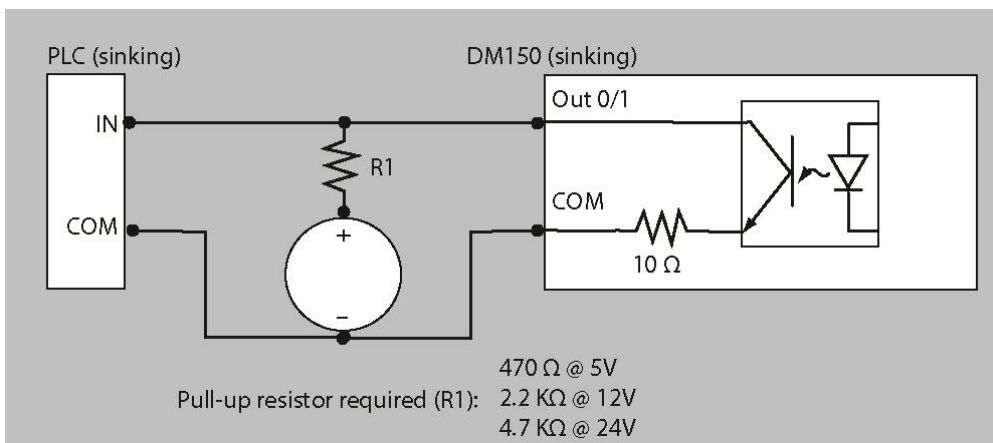 PLC (sinking)
DM150 (sinking)
Out 0/1
IN
R1
COM
COM
+
10 Ω
–
470 Ω @ 5V
Pull-up resistor required (R1): 2.2 KΩ @ 12V
4.7 KΩ @ 24V